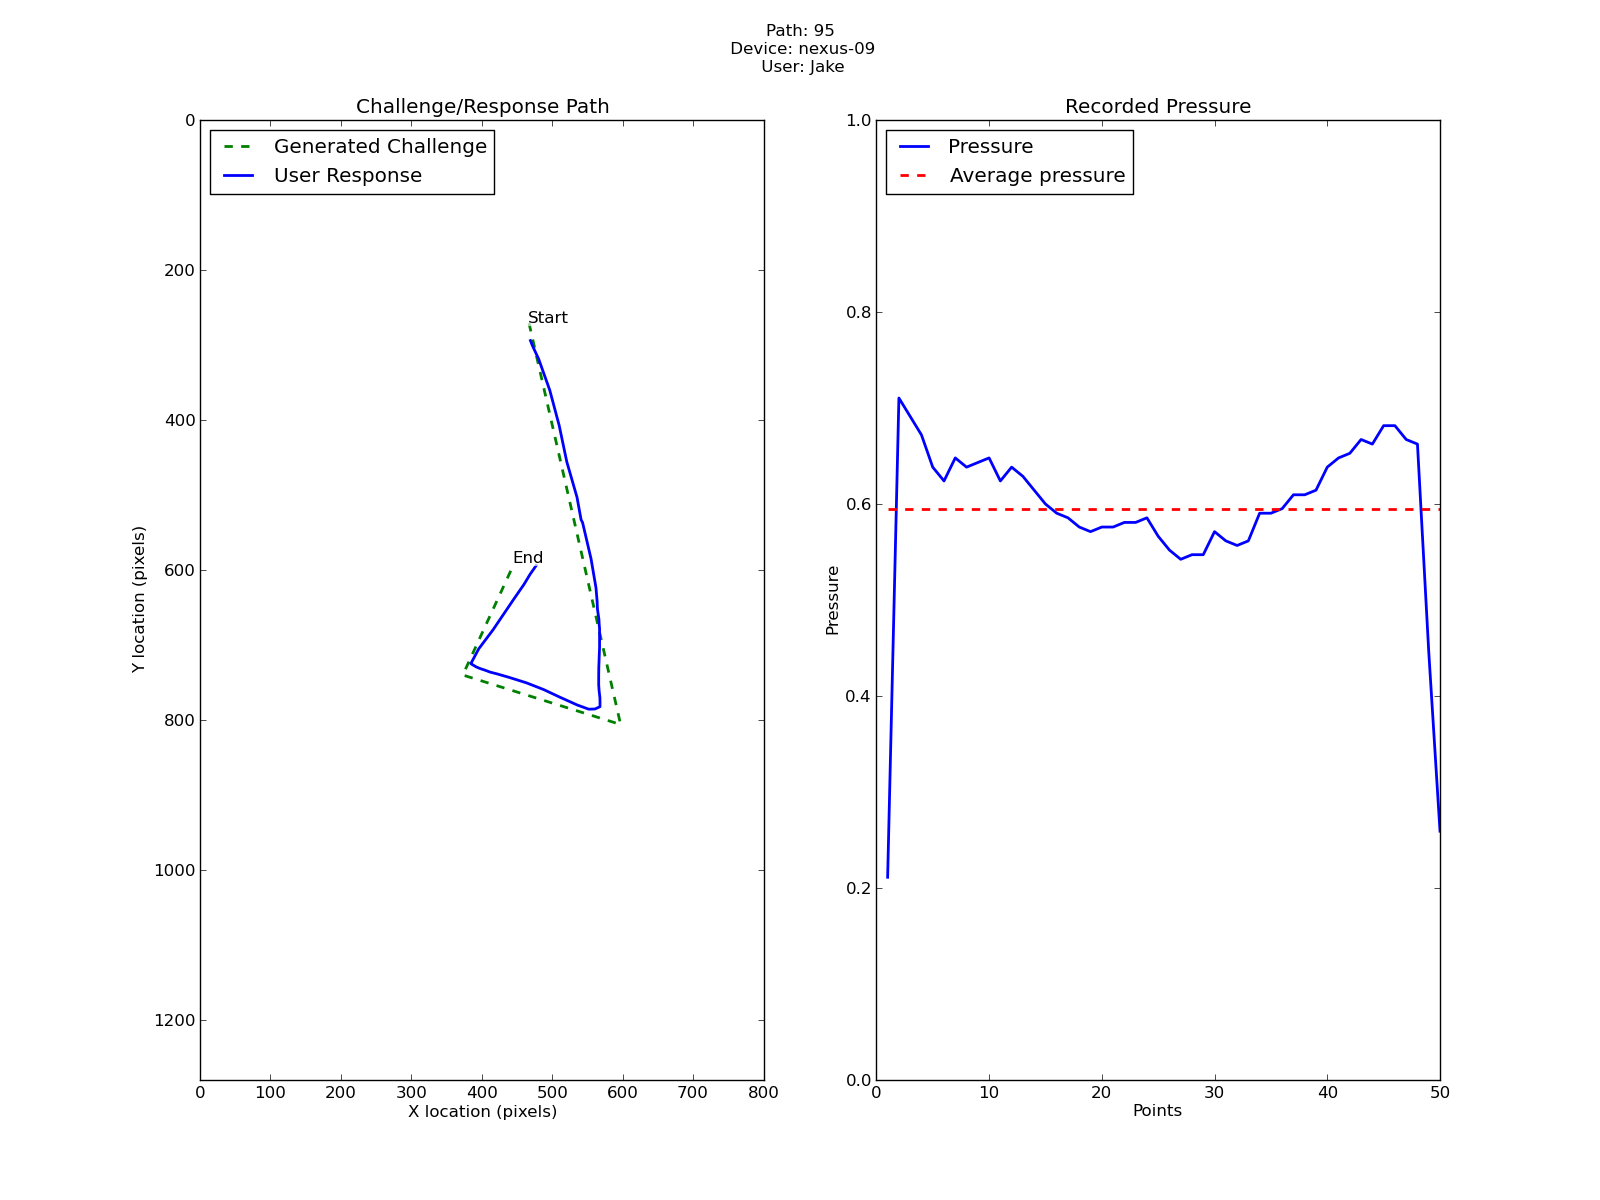 Path: 95
Device: nexus-09
User: Jake
Challenge/Response Path
Generated Challenge
User Response
Start
End
0
200
400
600
800
1000
1200
Y location (pixels)
0 100 200 300 400 500 600 700 800
X location (pixels)
Recorded Pressure
Pressure
Average pressure
1.0
0.8
0.6
0.4
0.2
0.0
Pressure
0 10 20 30 40 50
Points